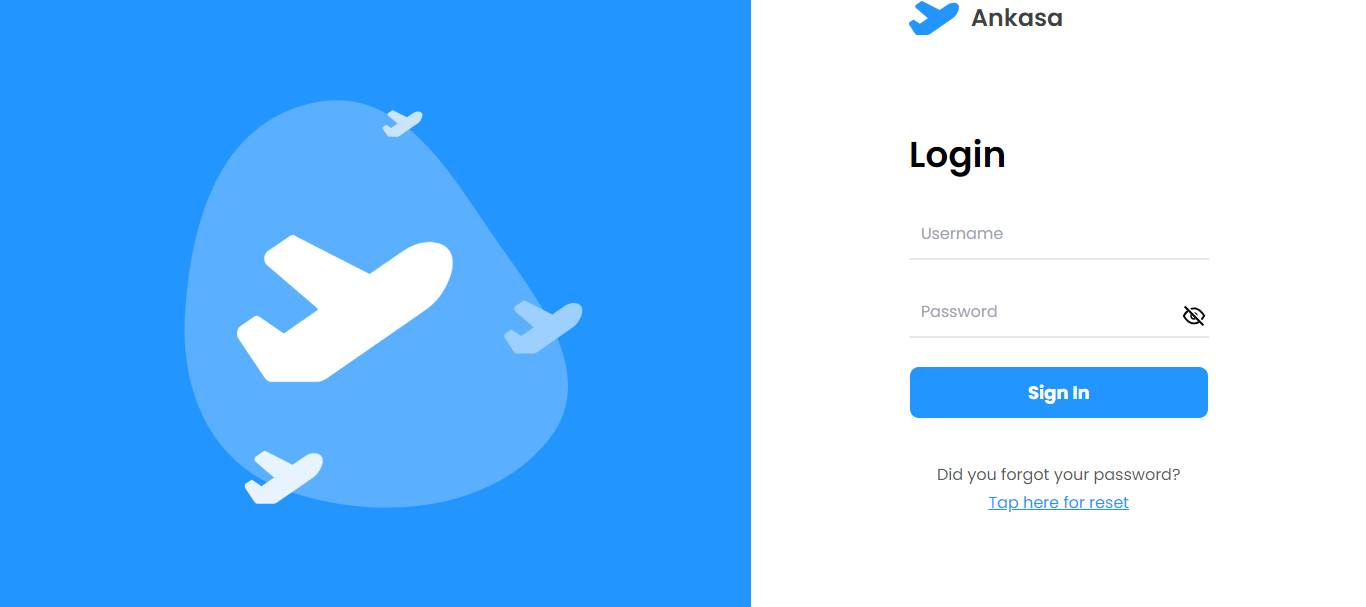 Ankasa
Login
Username
Password
Sign In
Did you forgot your password?
Tap here for reset